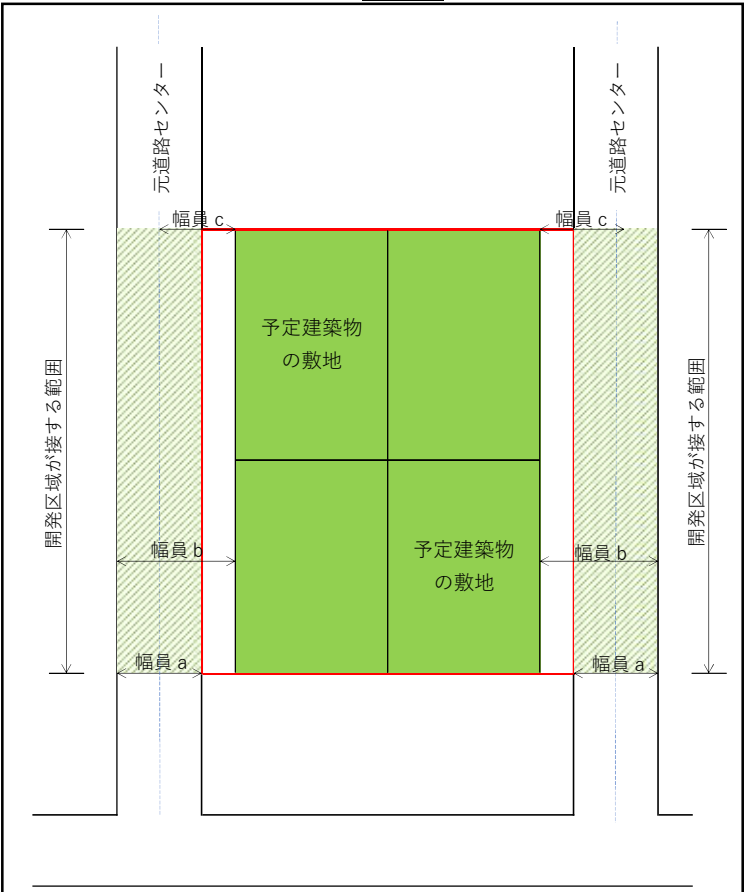 元道路センター
元道路センター
幅員 c
幅員 c
予定建築物
の敷地
開発区域が接する範囲
開発区域が接する範囲
幅員 b
予定建築物
の敷地
幅員 b
幅員 a
幅員 a